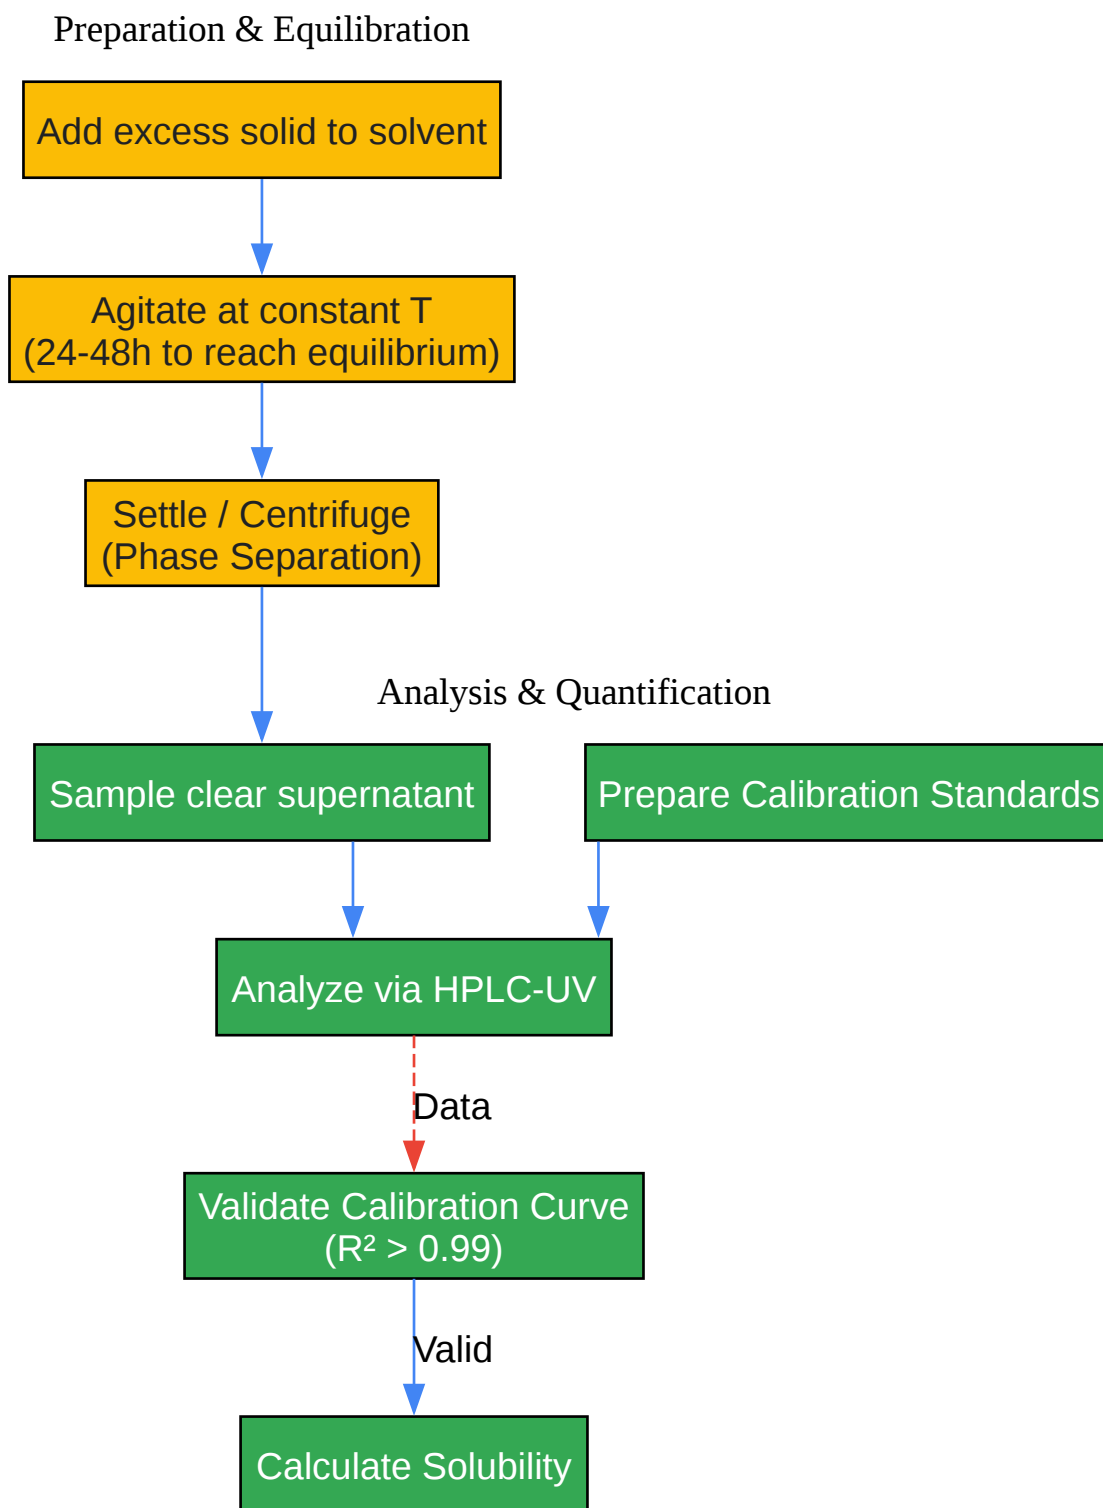 Preparation & Equilibration
Add excess solid to solvent
Agitate at constant T
(24-48h to reach equilibrium)
Settle / Centrifuge
(Phase Separation)
Analysis & Quantification
Sample clear supernatant
Prepare Calibration Standards
Analyze via HPLC-UV
Data
Validate Calibration Curve
(R² > 0.99)
Valid
Calculate Solubility